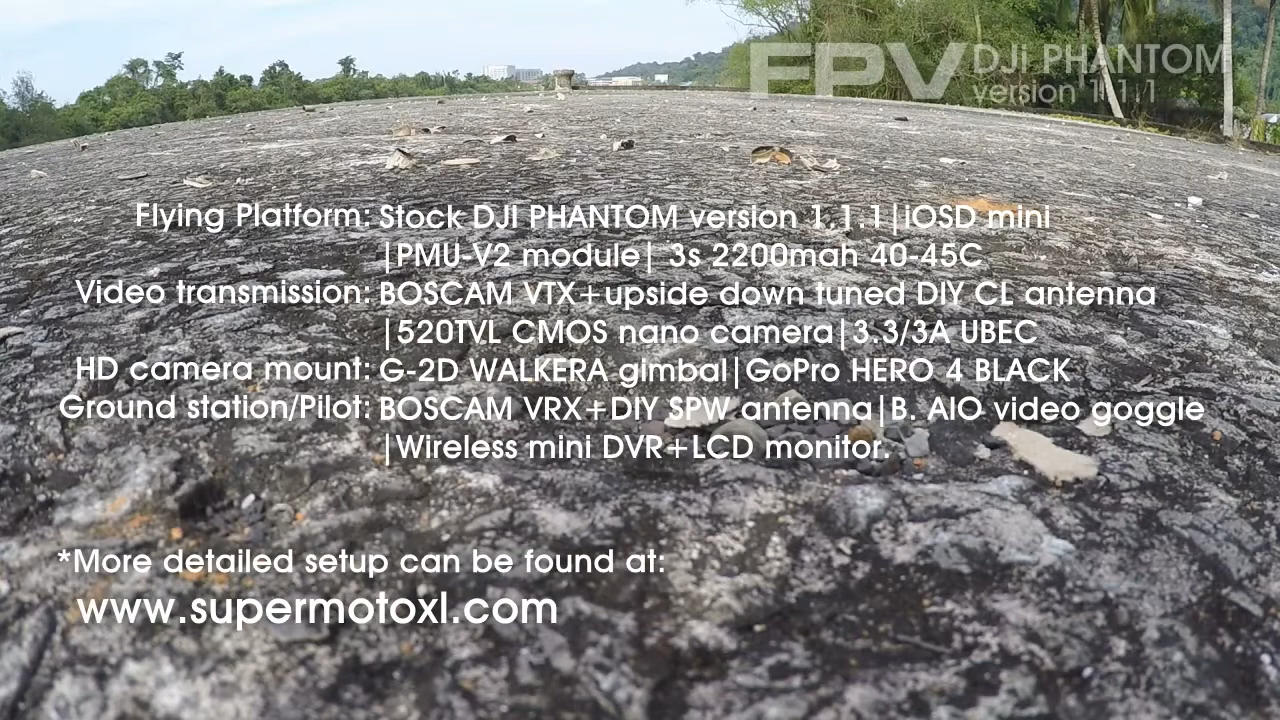 FPV DJi PHANTOM
version 1.1.1
Flying Platform: Stock DJI PHANTOM version 1.1.1|iOSD mini
|PMU-V2 module| 3s 2200mah 40-45C
Video transmission: BOSCAM VTX+upside down tuned DIY CL antenna
|520TVL CMOS nano camera|3.3/3A UBEC
HD camera mount: G-2D WALKERA gimbal|GoPro HERO 4 BLACK
Ground station/Pilot: BOSCAM VRX+DIY SPW antenna|B. AIO video goggle
|Wireless mini DVR+LCD monitor.
*More detailed setup can be found at:
www.supermotoxl.com